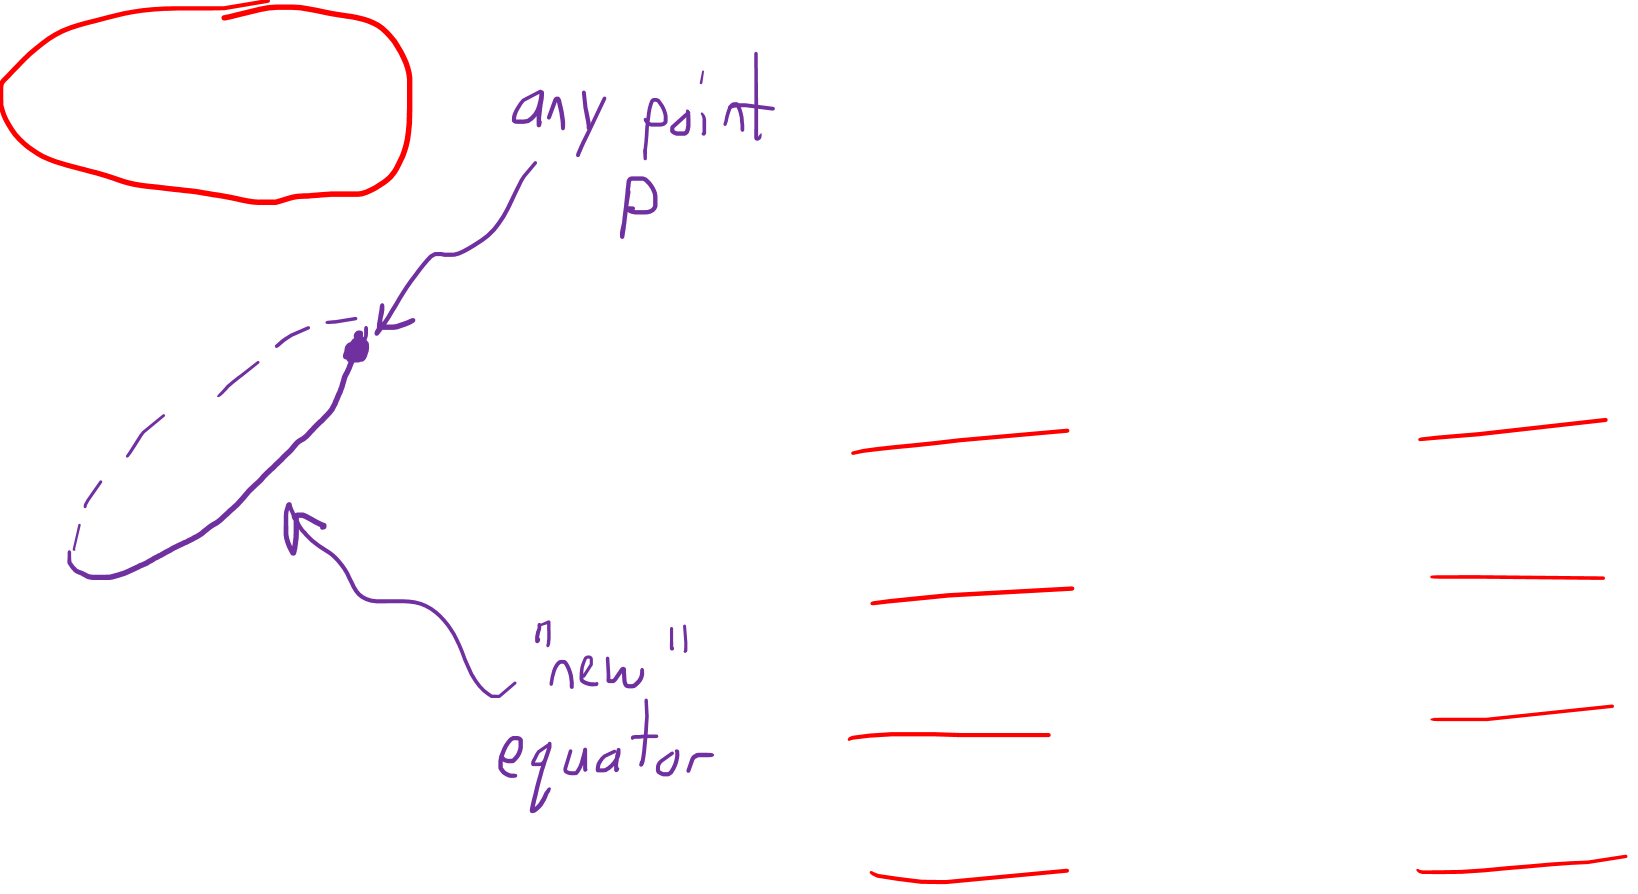 any point
P
"new"
equator